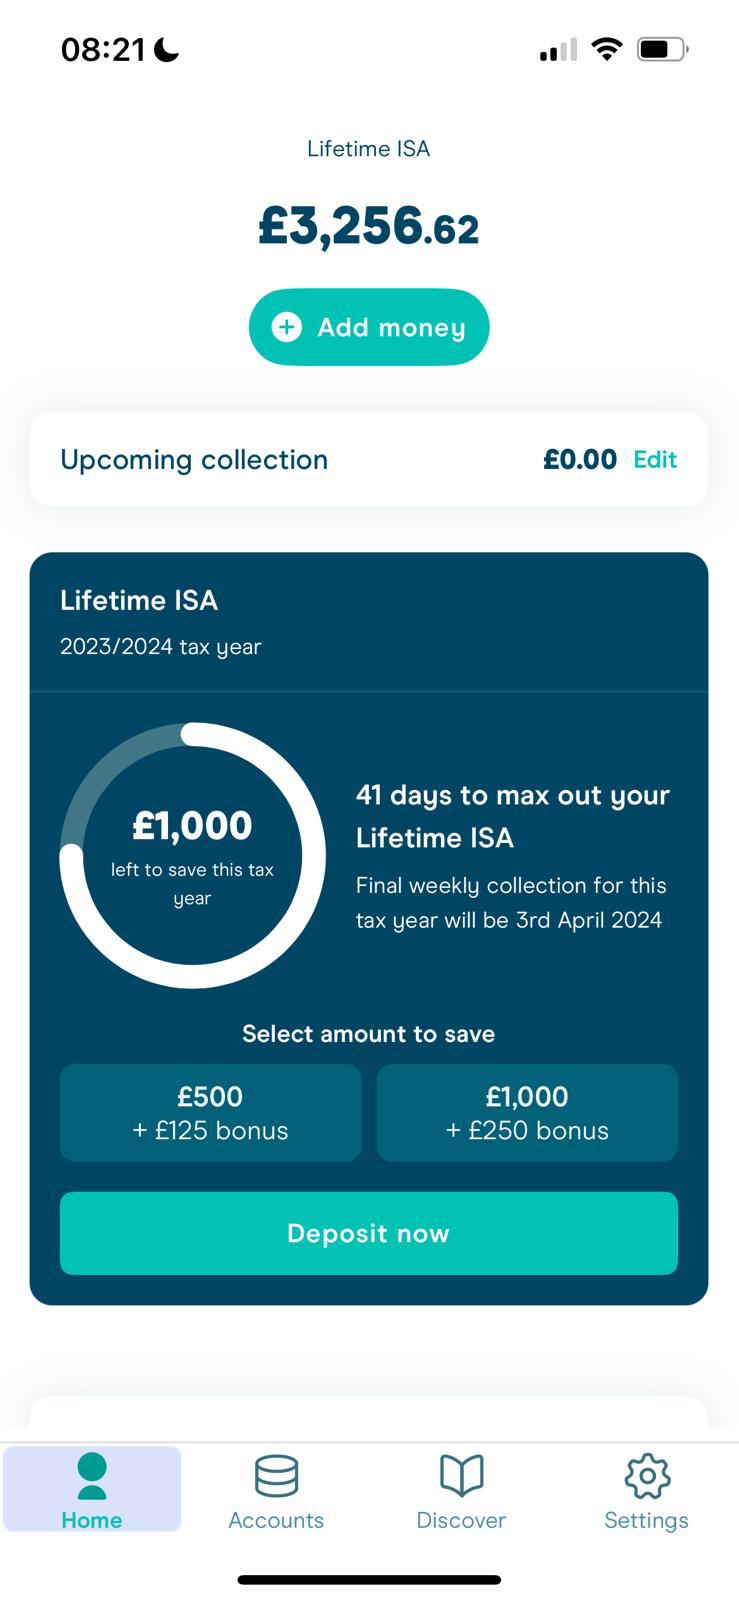 08:21
Lifetime ISA
£3,256.62
Add money
Upcoming collection £0.00 Edit
Lifetime ISA
2023/2024 tax year
£1,000
left to save this tax
year
41 days to max out your
Lifetime ISA
Final weekly collection for this
tax year will be 3rd April 2024
Select amount to save
£500
+ £125 bonus
£1,000
+ £250 bonus
Deposit now
Home Accounts Discover Settings